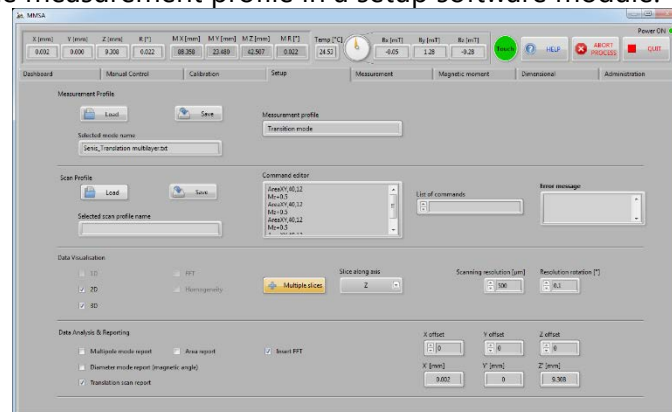 measurement profile in a setup software module.
MMSA
Power ON
X [mm] Y [mm] Z [mm] R [°] M X [mm] M Y [mm] M Z [mm] M R [°] Temp [°C] Bx [mT] By [mT] Bz [mT]
0.002 0.000 9.308 0.022 88.358 23.489 42.507 0.022 24.52 -0.05 1.28 -0.28 Touch HELP ABORT PROCESS QUIT
Dashboard Manual Control Calibration Setup Measurement Magnetic moment Dimensional Administration
Measurement Profile
Load Save Measurement profile
Transition mode
Selected mode name
Senis_Translation multilayer.txt
Scan Profile Command editor
Load Save AreaXY,40,12 List of commands Error message
Mz+0.5
AreaXY,40,12
Mz+0.5
AreaXY,40,12
Mz+0.5
Selected scan profile name
Data Visualisation
1D FFT Slice along axis Scanning resolution [µm] Resolution rotation [°]
2D Homogeneity Multiple slices Z 500 0.1
3D
Data Analysis & Reporting
X offset Y offset Z offset
Multipole mode report Area report Insert FFT 0 0 0
Diameter mode report (magnetic angle) X' [mm] Y' [mm] Z' [mm]
Translation scan report 0.002 0 9.308